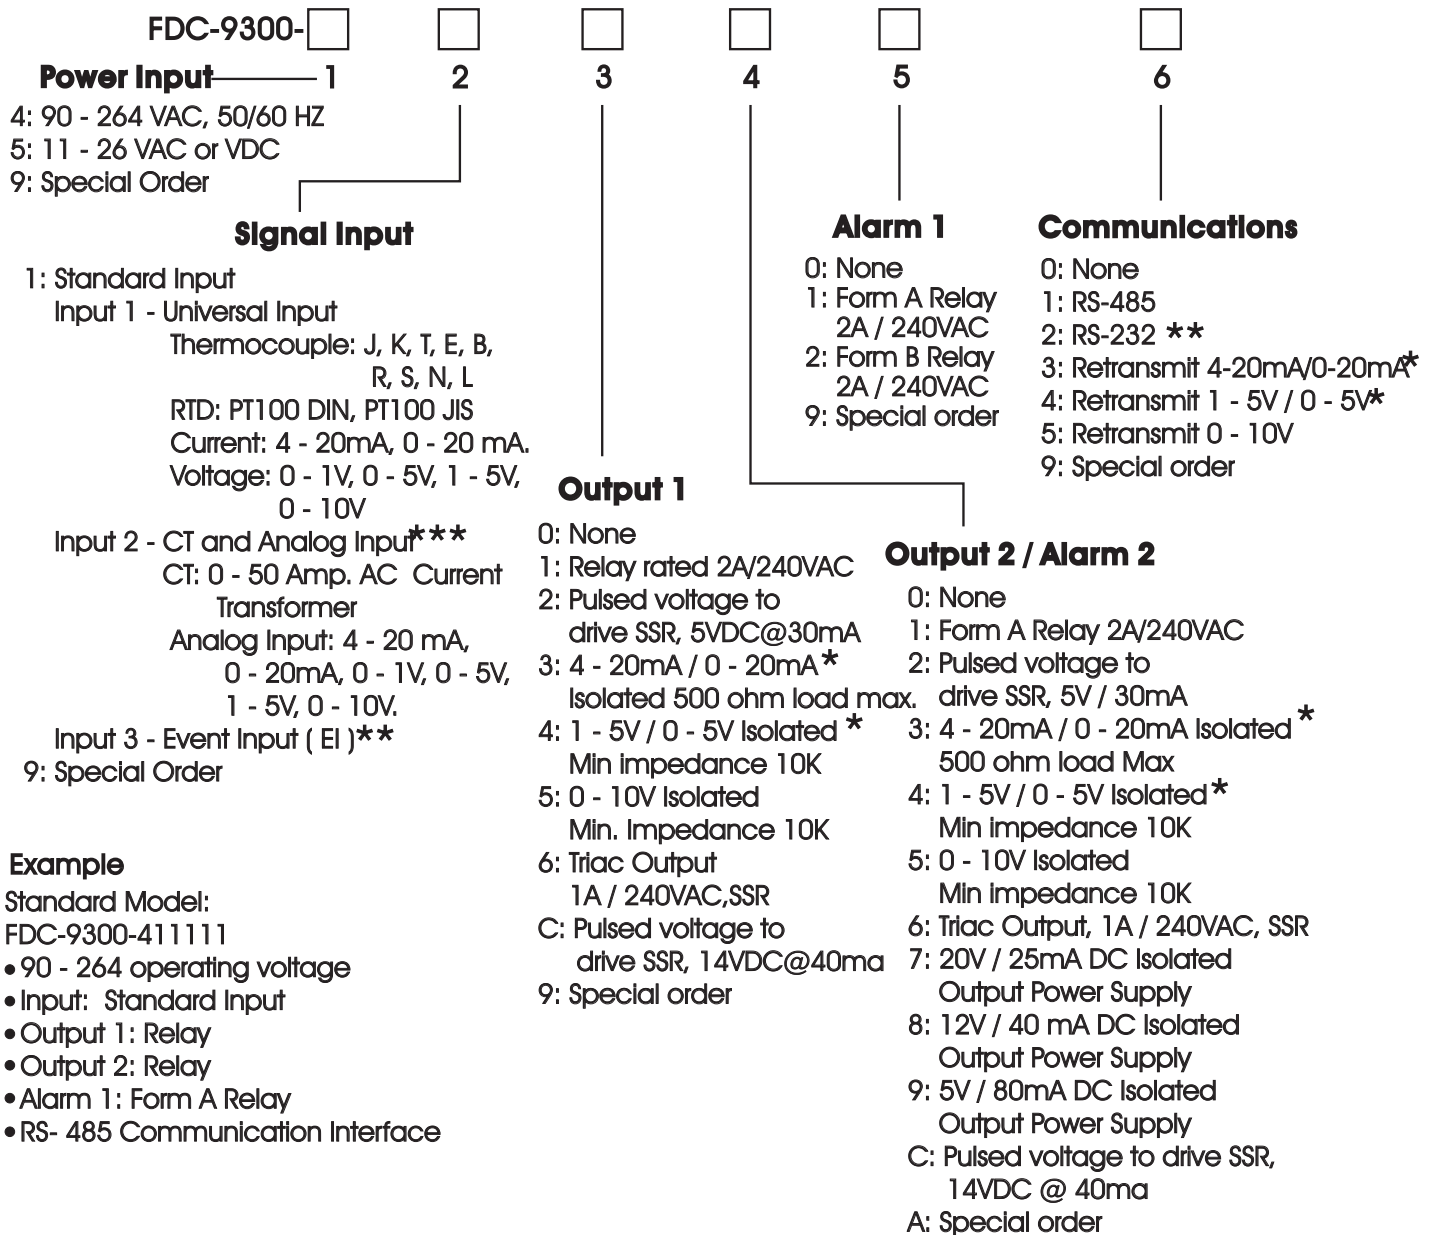 FDC-9300-
Power Input 1 2 3 4 5 6
4: 90 - 264 VAC, 50/60 HZ
5: 11 - 26 VAC or VDC
9: Special Order
Signal Input
1: Standard Input
Input 1 - Universal Input
Thermocouple: J, K, T, E, B,
R, S, N, L
RTD: PT100 DIN, PT100 JIS
Current: 4 - 20mA, 0 - 20 mA.
Voltage: 0 - 1V, 0 - 5V, 1 - 5V,
0 - 10V
Input 2 - CT and Analog Input***
CT: 0 - 50 Amp. AC Current
Transformer
Analog Input: 4 - 20 mA,
0 - 20mA, 0 - 1V, 0 - 5V,
1 - 5V, 0 - 10V.
Input 3 - Event Input ( EI )**
9: Special Order
Example
Standard Model:
FDC-9300-411111
• 90 - 264 operating voltage
• Input: Standard Input
• Output 1: Relay
• Output 2: Relay
• Alarm 1: Form A Relay
• RS- 485 Communication Interface
Output 1
0: None
1: Relay rated 2A/240VAC
2: Pulsed voltage to
drive SSR, 5VDC@30mA
3: 4 - 20mA / 0 - 20mA*
Isolated 500 ohm load max.
4: 1 - 5V / 0 - 5V Isolated *
Min impedance 10K
5: 0 - 10V Isolated
Min. Impedance 10K
6: Triac Output
1A / 240VAC,SSR
C: Pulsed voltage to
drive SSR, 14VDC@40ma
9: Special order
Output 2 / Alarm 2
0: None
1: Form A Relay 2A/240VAC
2: Pulsed voltage to
drive SSR, 5V / 30mA
3: 4 - 20mA / 0 - 20mA Isolated *
500 ohm load Max
4: 1 - 5V / 0 - 5V Isolated*
Min impedance 10K
5: 0 - 10V Isolated
Min impedance 10K
6: Triac Output, 1A / 240VAC, SSR
7: 20V / 25mA DC Isolated
Output Power Supply
8: 12V / 40 mA DC Isolated
Output Power Supply
9: 5V / 80mA DC Isolated
Output Power Supply
C: Pulsed voltage to drive SSR,
14VDC @ 40ma
A: Special order
Alarm 1
0: None
1: Form A Relay
2A / 240VAC
2: Form B Relay
2A / 240VAC
9: Special order
Communications
0: None
1: RS-485
2: RS-232 **
3: Retransmit 4-20mA/0-20mA*
4: Retransmit 1 - 5V / 0 - 5V*
5: Retransmit 0 - 10V
9: Special order